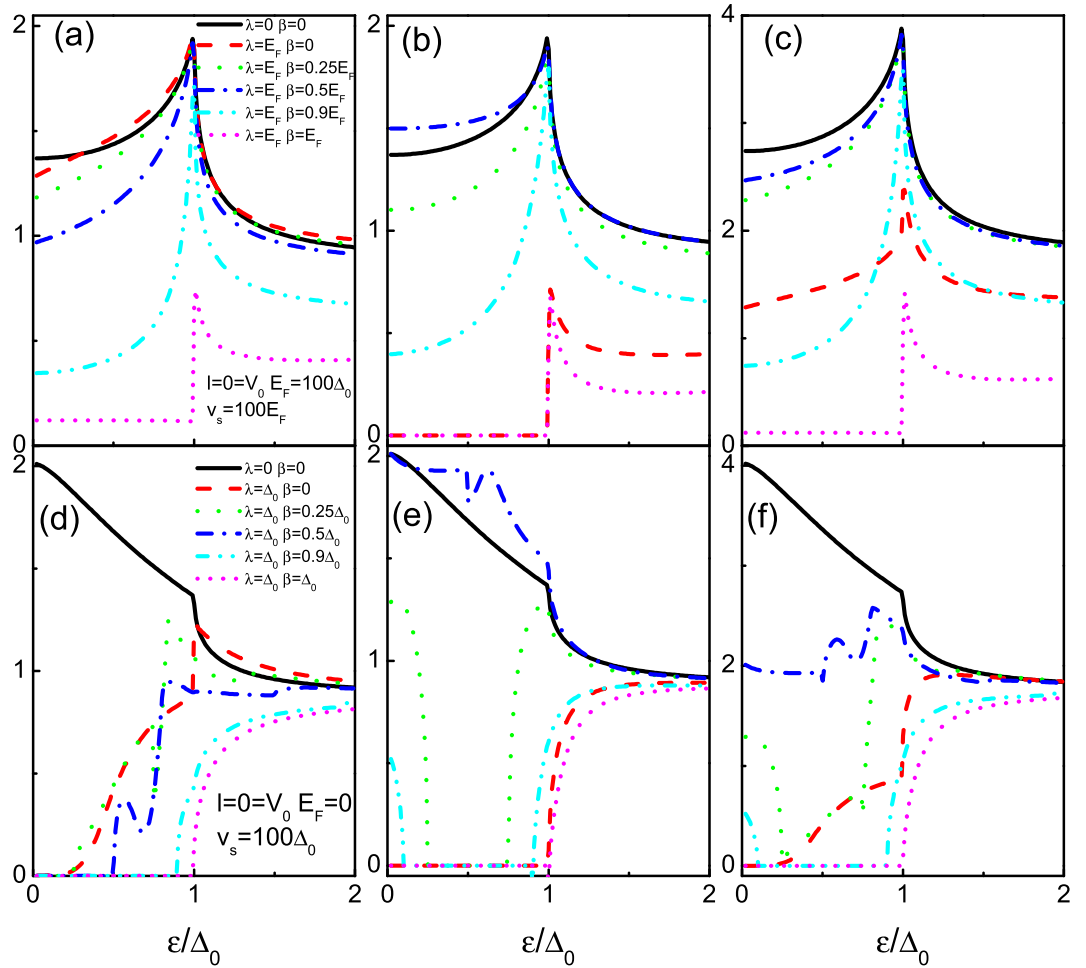 2
2
4
(a)
(b)
(c)
λ=0 β=0
λ=E_F β=0
λ=E_F β=0.25E_F
λ=E_F β=0.5E_F
λ=E_F β=0.9E_F
λ=E_F β=E_F
1
1
2
I=0=V_0 E_F=100Δ_0
v_s=100E_F
0
0
0
2
2
4
(d)
(e)
(f)
λ=0 β=0
λ=Δ_0 β=0
λ=Δ_0 β=0.25Δ_0
λ=Δ_0 β=0.5Δ_0
λ=Δ_0 β=0.9Δ_0
λ=Δ_0 β=Δ_0
1
1
2
I=0=V_0 E_F=0
v_s=100Δ_0
0
0
0
0 1 2
0 1 2
0 1 2
ε/Δ_0
ε/Δ_0
ε/Δ_0